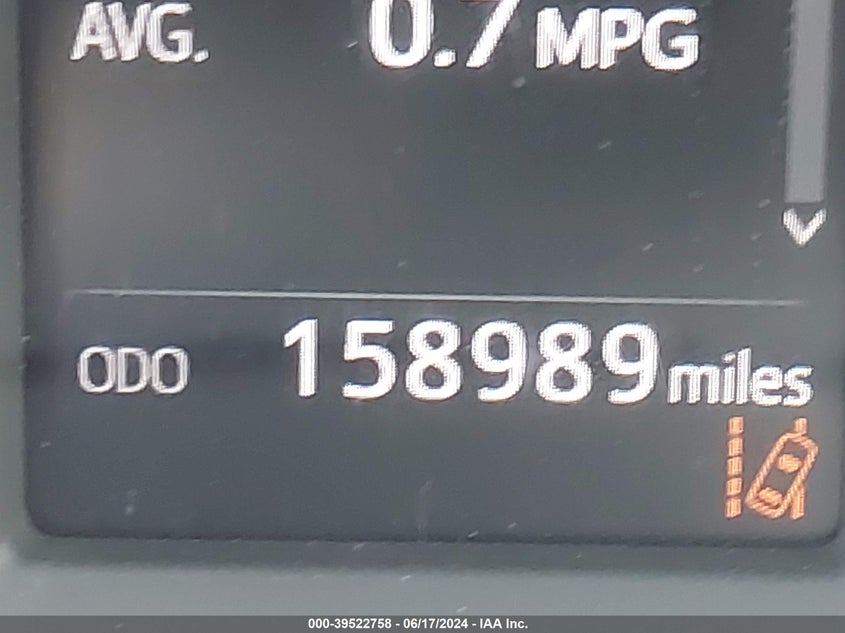 AVG. 0.7 MPG
ODO 158989 miles
000-39522758 - 06/17/2024 - IAA Inc.